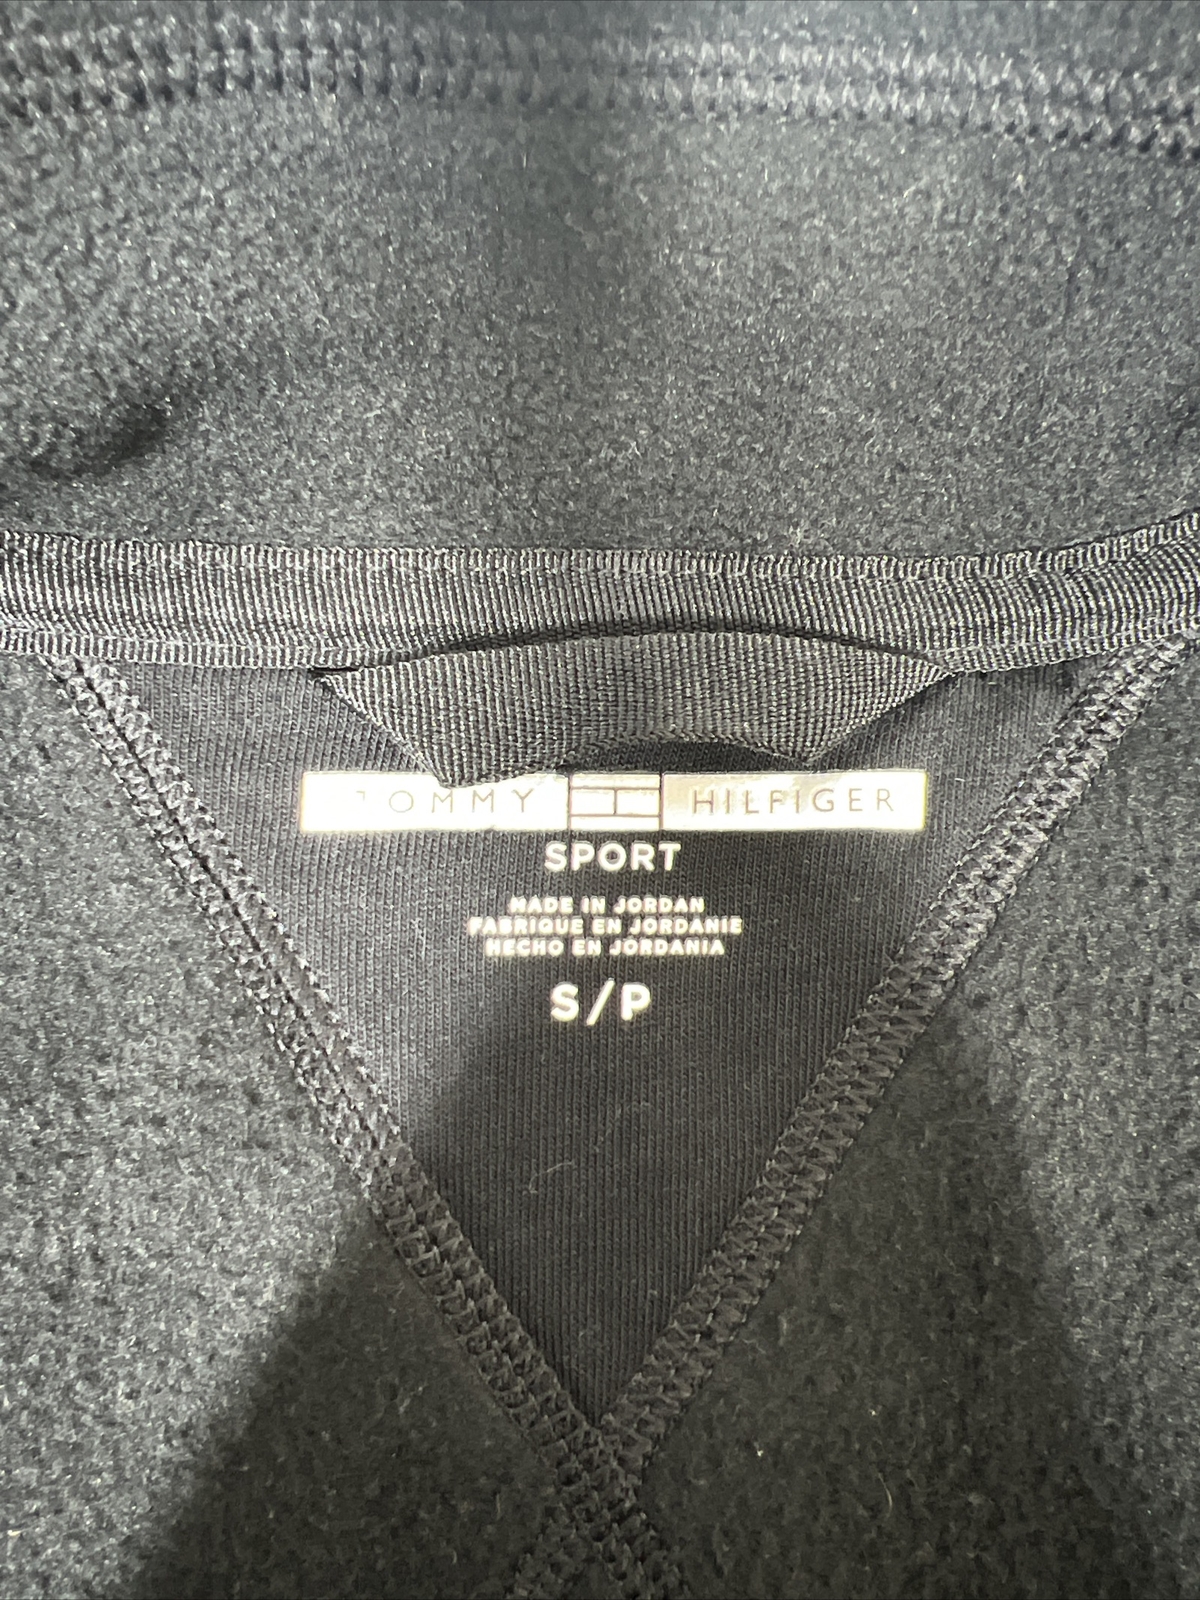 TOMMY HILFIGER
SPORT
MADE IN JORDAN
FABRIQUE EN JORDANIE
HECHO EN JORDANIA
S/P